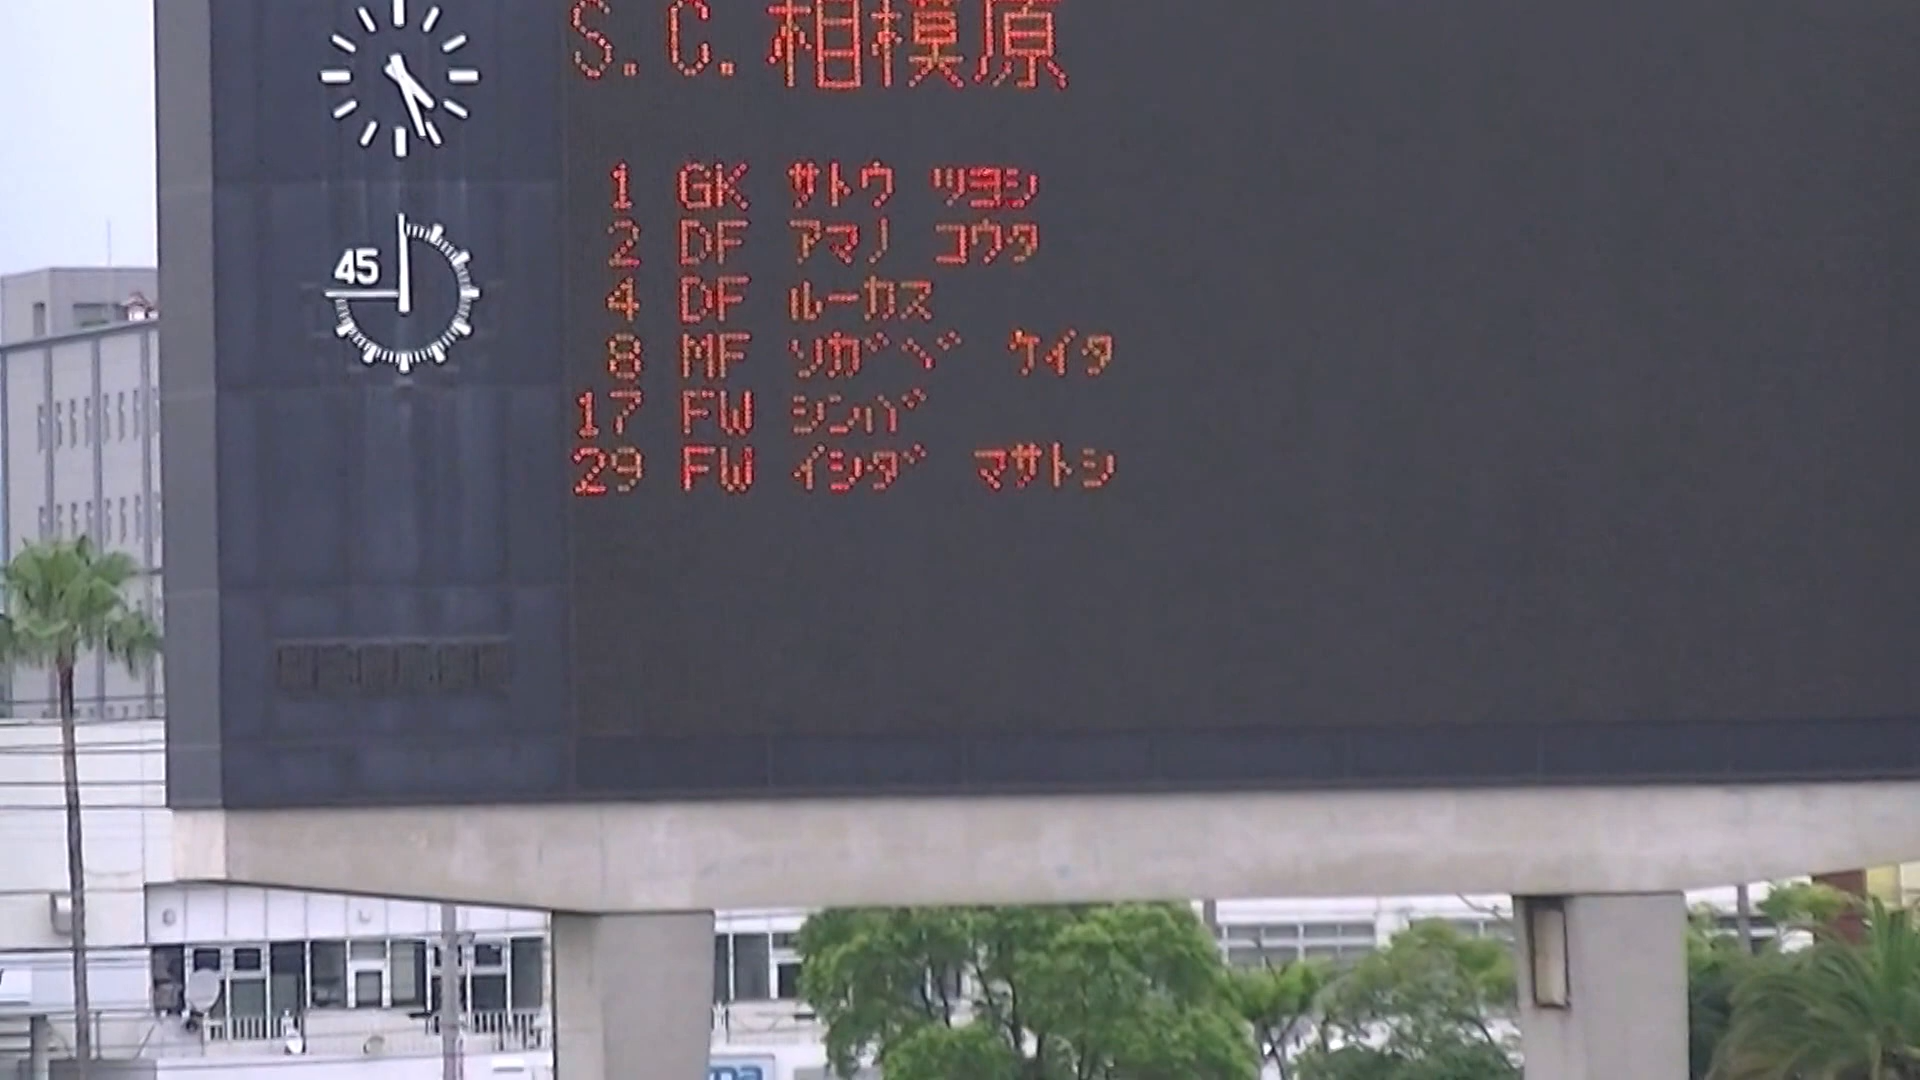 S.C.相模原
1 GK サトウ ツヨシ
2 DF アマノ コウタ
4 DF ルーカス
8 MF ソガベ ケイタ
17 FW ジンバ
29 FW イシダ マサトシ
45